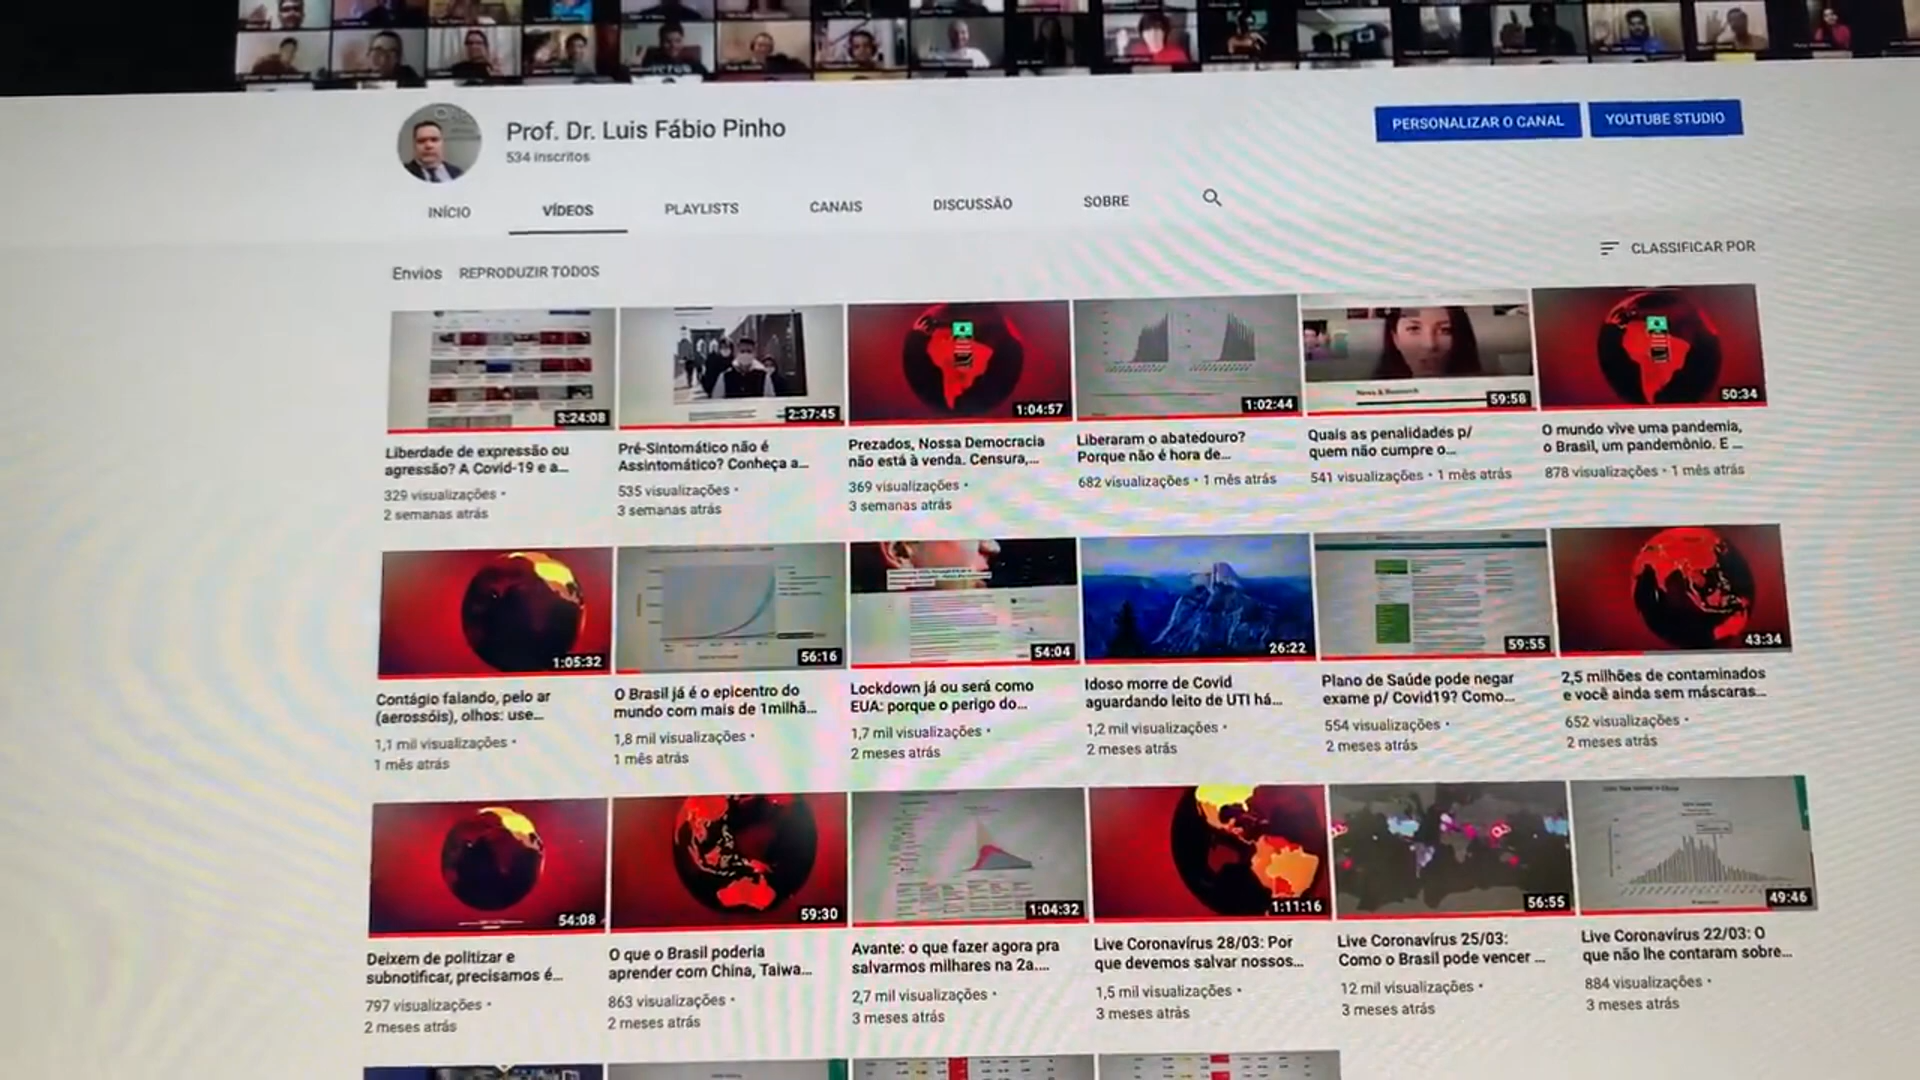 Prof. Dr. Luis Fábio Pinho
534 inscritos
PERSONALIZAR O CANAL
YOUTUBE STUDIO
INÍCIO
VÍDEOS
PLAYLISTS
CANAIS
DISCUSSÃO
SOBRE
Envios
REPRODUZIR TODOS
CLASSIFICAR POR
3:24:08
Liberdade de expressão ou
agressão? A Covid-19 e a...
329 visualizações •
2 semanas atrás
2:37:45
Pré-Sintomático não é
Assintomático? Conheça a...
535 visualizações •
3 semanas atrás
1:04:57
Prezados, Nossa Democracia
não está à venda. Censura,...
369 visualizações •
3 semanas atrás
1:02:44
Liberaram o abatedouro?
Porque não é hora de...
682 visualizações • 1 mês atrás
News & Research
59:58
Quais as penalidades p/
quem não cumpre o...
541 visualizações • 1 mês atrás
50:34
O mundo vive uma pandemia,
o Brasil, um pandemônio. E ...
878 visualizações • 1 mês atrás
1:05:32
Contágio falando, pelo ar
(aerossóis), olhos: use...
1,1 mil visualizações •
1 mês atrás
56:16
O Brasil já é o epicentro do
mundo com mais de 1milhã...
1,8 mil visualizações •
1 mês atrás
54:04
Lockdown já ou será como
EUA: porque o perigo do...
1,7 mil visualizações •
2 meses atrás
26:22
Idoso morre de Covid
aguardando leito de UTI há...
1,2 mil visualizações •
2 meses atrás
59:55
Plano de Saúde pode negar
exame p/ Covid19? Como...
554 visualizações •
2 meses atrás
43:34
2,5 milhões de contaminados
e você ainda sem máscaras...
652 visualizações •
2 meses atrás
54:08
Deixem de politizar e
subnotificar, precisamos é...
797 visualizações •
2 meses atrás
59:30
O que o Brasil poderia
aprender com China, Taiwa...
863 visualizações •
2 meses atrás
1:04:32
Avante: o que fazer agora pra
salvarmos milhares na 2a....
2,7 mil visualizações •
3 meses atrás
1:11:16
Live Coronavírus 28/03: Por
que devemos salvar nossos...
1,5 mil visualizações •
3 meses atrás
56:55
Live Coronavírus 25/03:
Como o Brasil pode vencer ...
12 mil visualizações •
3 meses atrás
49:46
Live Coronavírus 22/03: O
que não lhe contaram sobre...
884 visualizações •
3 meses atrás